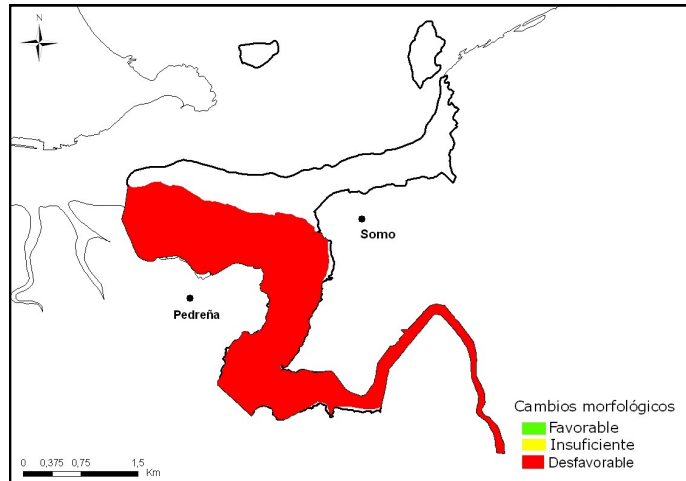 N
Somo
Pedreña
Cambios morfológicos
Favorable
Insuficiente
Desfavorable
0 0,375 0,75 1,5
Km